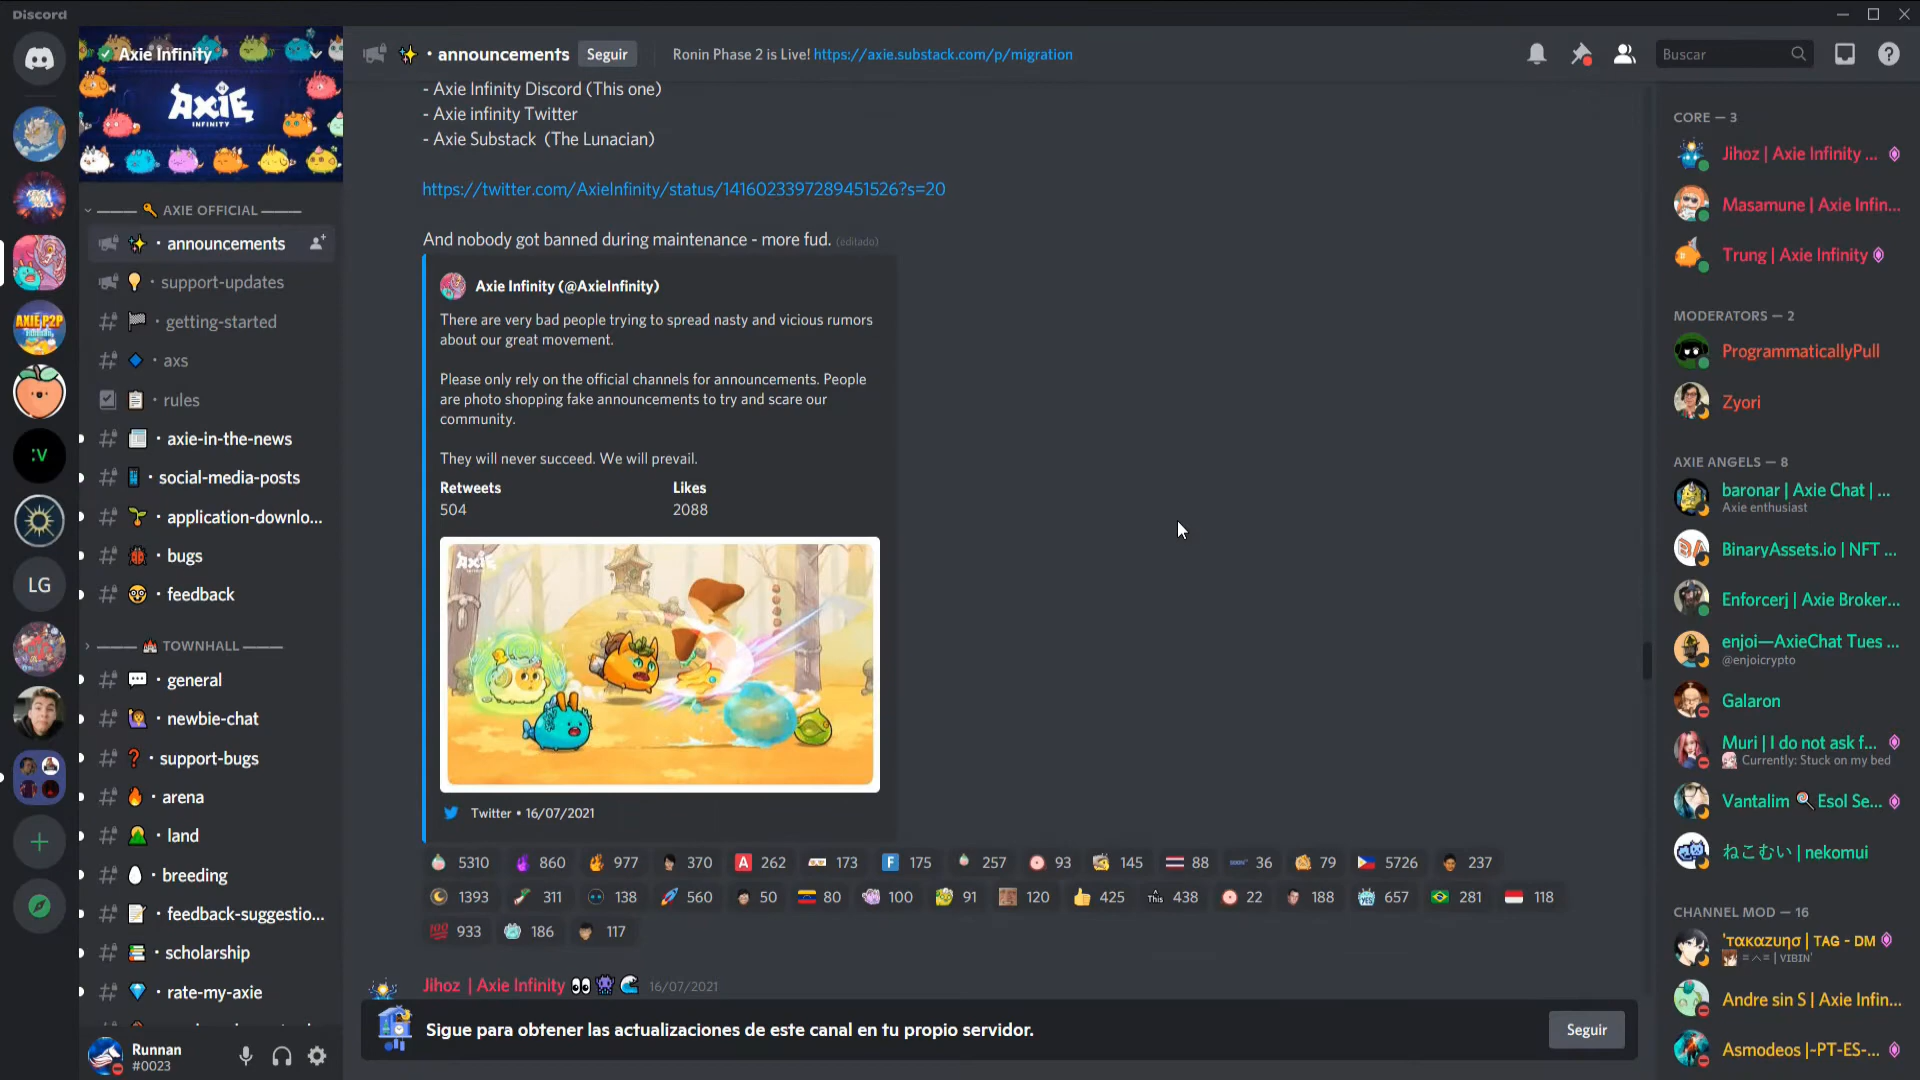 Discord
Axie Infinity
AXIE
INFINITY
AXIE OFFICIAL
· announcements
· support-updates
· getting-started
· axs
· rules
· axie-in-the-news
· social-media-posts
· application-downlo...
· bugs
· feedback
TOWNHALL
· general
· newbie-chat
· support-bugs
· arena
· land
· breeding
· feedback-suggestio...
· scholarship
· rate-my-axie
AXIE P2P
:V
LG
Runnan
#0023
· announcements
Seguir
Ronin Phase 2 is Live! https://axie.substack.com/p/migration
Buscar
- Axie Infinity Discord (This one)
- Axie infinity Twitter
- Axie Substack  (The Lunacian)
https://twitter.com/AxieInfinity/status/1416023397289451526?s=20
And nobody got banned during maintenance - more fud. (editado)
Axie Infinity (@AxieInfinity)
There are very bad people trying to spread nasty and vicious rumors
about our great movement.
Please only rely on the official channels for announcements. People
are photo shopping fake announcements to try and scare our
community.
They will never succeed. We will prevail.
Retweets Likes
504 2088
AXIE
INFINITY
Twitter • 16/07/2021
5310 860 977 370 A 262 173 F 175 257 93 145 88 36 79 5726 237
1393 311 138 560 50 80 100 91 120 425 This 438 22 188 YES 657 281 118
100 933 186 117
Jihoz | Axie Infinity 16/07/2021
Sigue para obtener las actualizaciones de este canal en tu propio servidor.
Seguir
CORE — 3
Jihoz | Axie Infinity ...
Masamune | Axie Infin...
Trung | Axie Infinity
MODERATORS — 2
ProgrammaticallyPull
Zyori
AXIE ANGELS — 8
baronar | Axie Chat | ...
Axie enthusiast
BinaryAssets.io | NFT ...
Enforcerj | Axie Broker...
enjoi—AxieChat Tues ...
@enjoicrypto
Galaron
Muri | I do not ask f...
Currently: Stuck on my bed
Vantalim Esol Se...
ねこむい | nekomui
CHANNEL MOD — 16
'τακαzuησ | TAG - DM
= ㅅ = | VIBIN'
Andre sin S | Axie Infin...
Asmodeos |-PT-ES-...